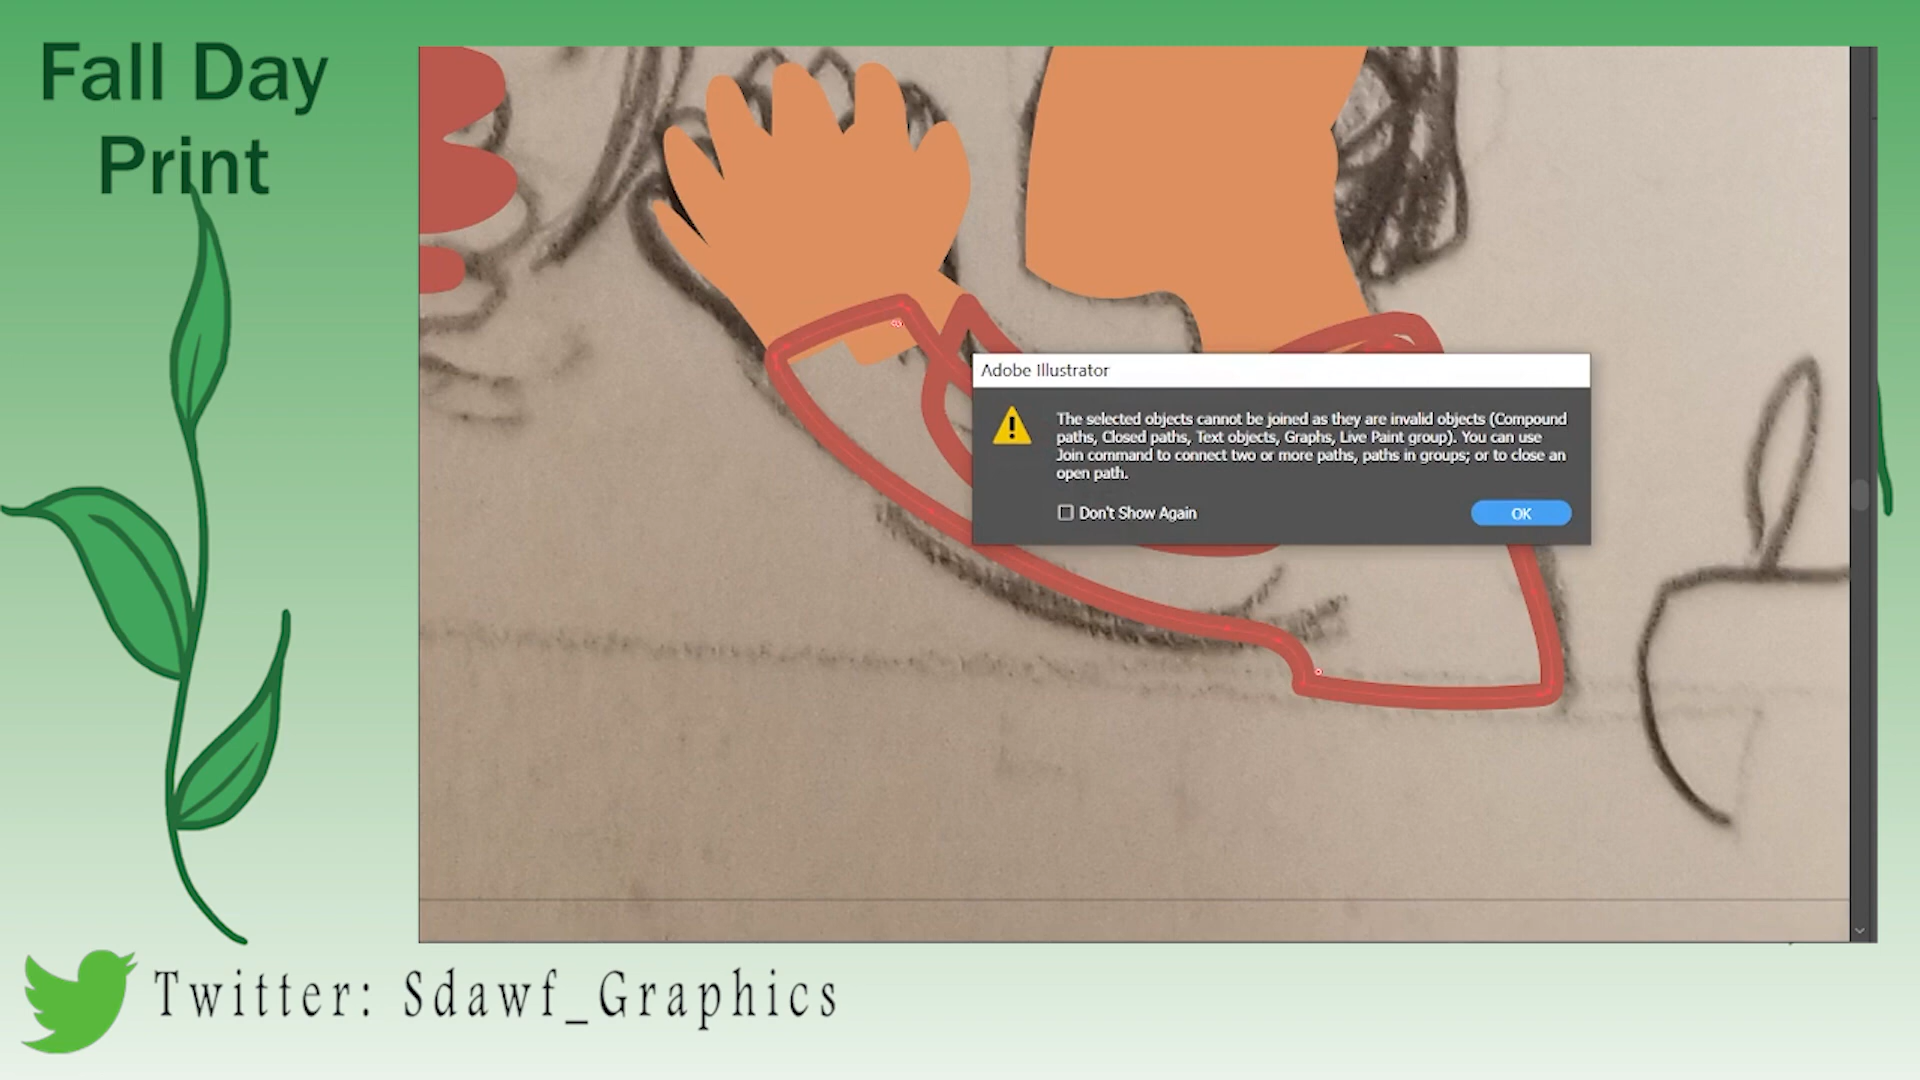 Fall Day
Print
Adobe Illustrator
The selected objects cannot be joined as they are invalid objects (Compound
paths, Closed paths, Text objects, Graphs, Live Paint group). You can use
Join command to connect two or more paths, paths in groups; or to close an
open path.
Don't Show Again
OK
Twitter: Sdawf_Graphics